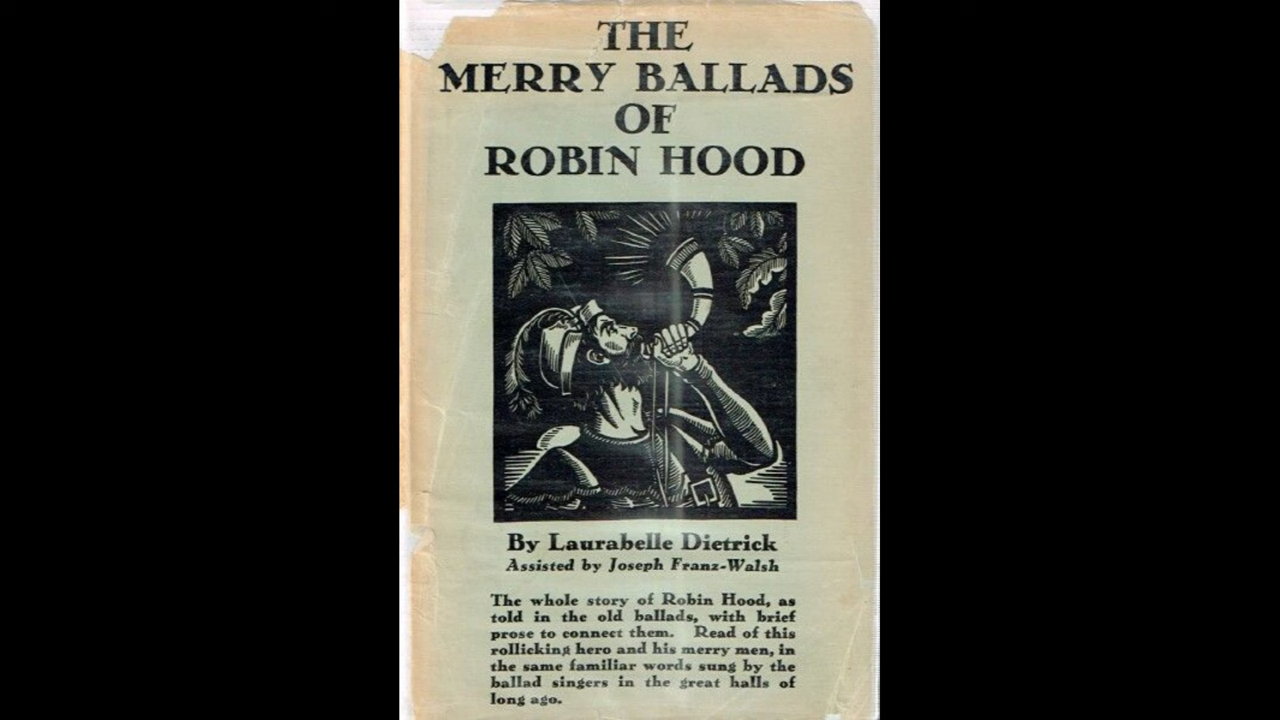 THE
MERRY BALLADS
OF
ROBIN HOOD
By Laurabelle Dietrick
Assisted by Joseph Franz-Walsh
The whole story of Robin Hood, as
told in the old ballads, with brief
prose to connect them. Read of this
rollicking hero and his merry men, in
the same familiar words sung by the
ballad singers in the great halls of
long ago.